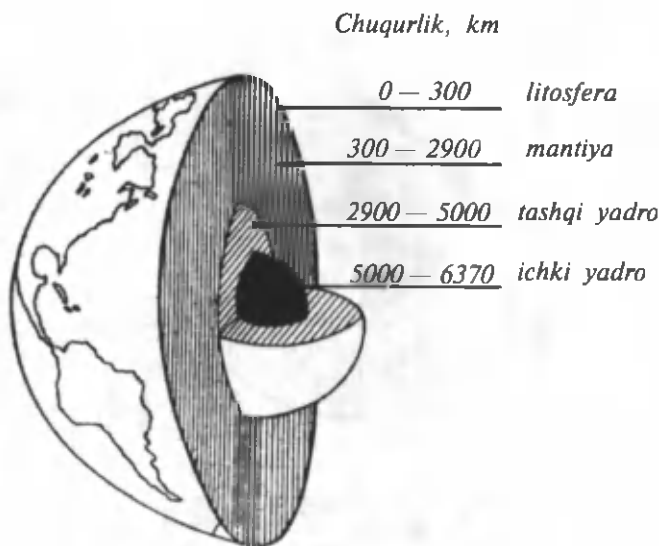 Chuqurlik, km
0 — 300 litosfera
300 — 2900 mantiya
2900 — 5000 tashqi yadro
5000 — 6370 ichki yadro